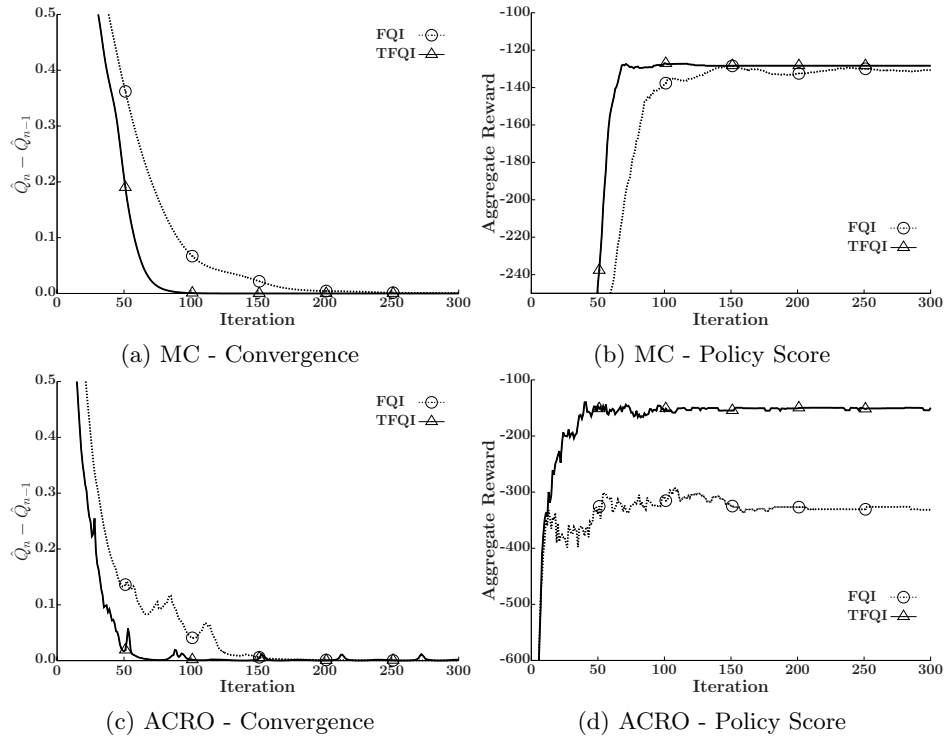 0.5
0.4
0.3
0.2
0.1
0.0
0 50 100 150 200 250 300
Q̂n − Q̂n−1
Iteration
FQI
TFQI
(a) MC - Convergence
-100
-120
-140
-160
-180
-200
-220
-240
0 50 100 150 200 250 300
Aggregate Reward
Iteration
FQI
TFQI
(b) MC - Policy Score
0.5
0.4
0.3
0.2
0.1
0.0
0 50 100 150 200 250 300
Q̂n − Q̂n−1
Iteration
FQI
TFQI
(c) ACRO - Convergence
-100
-200
-300
-400
-500
-600
0 50 100 150 200 250 300
Aggregate Reward
Iteration
FQI
TFQI
(d) ACRO - Policy Score